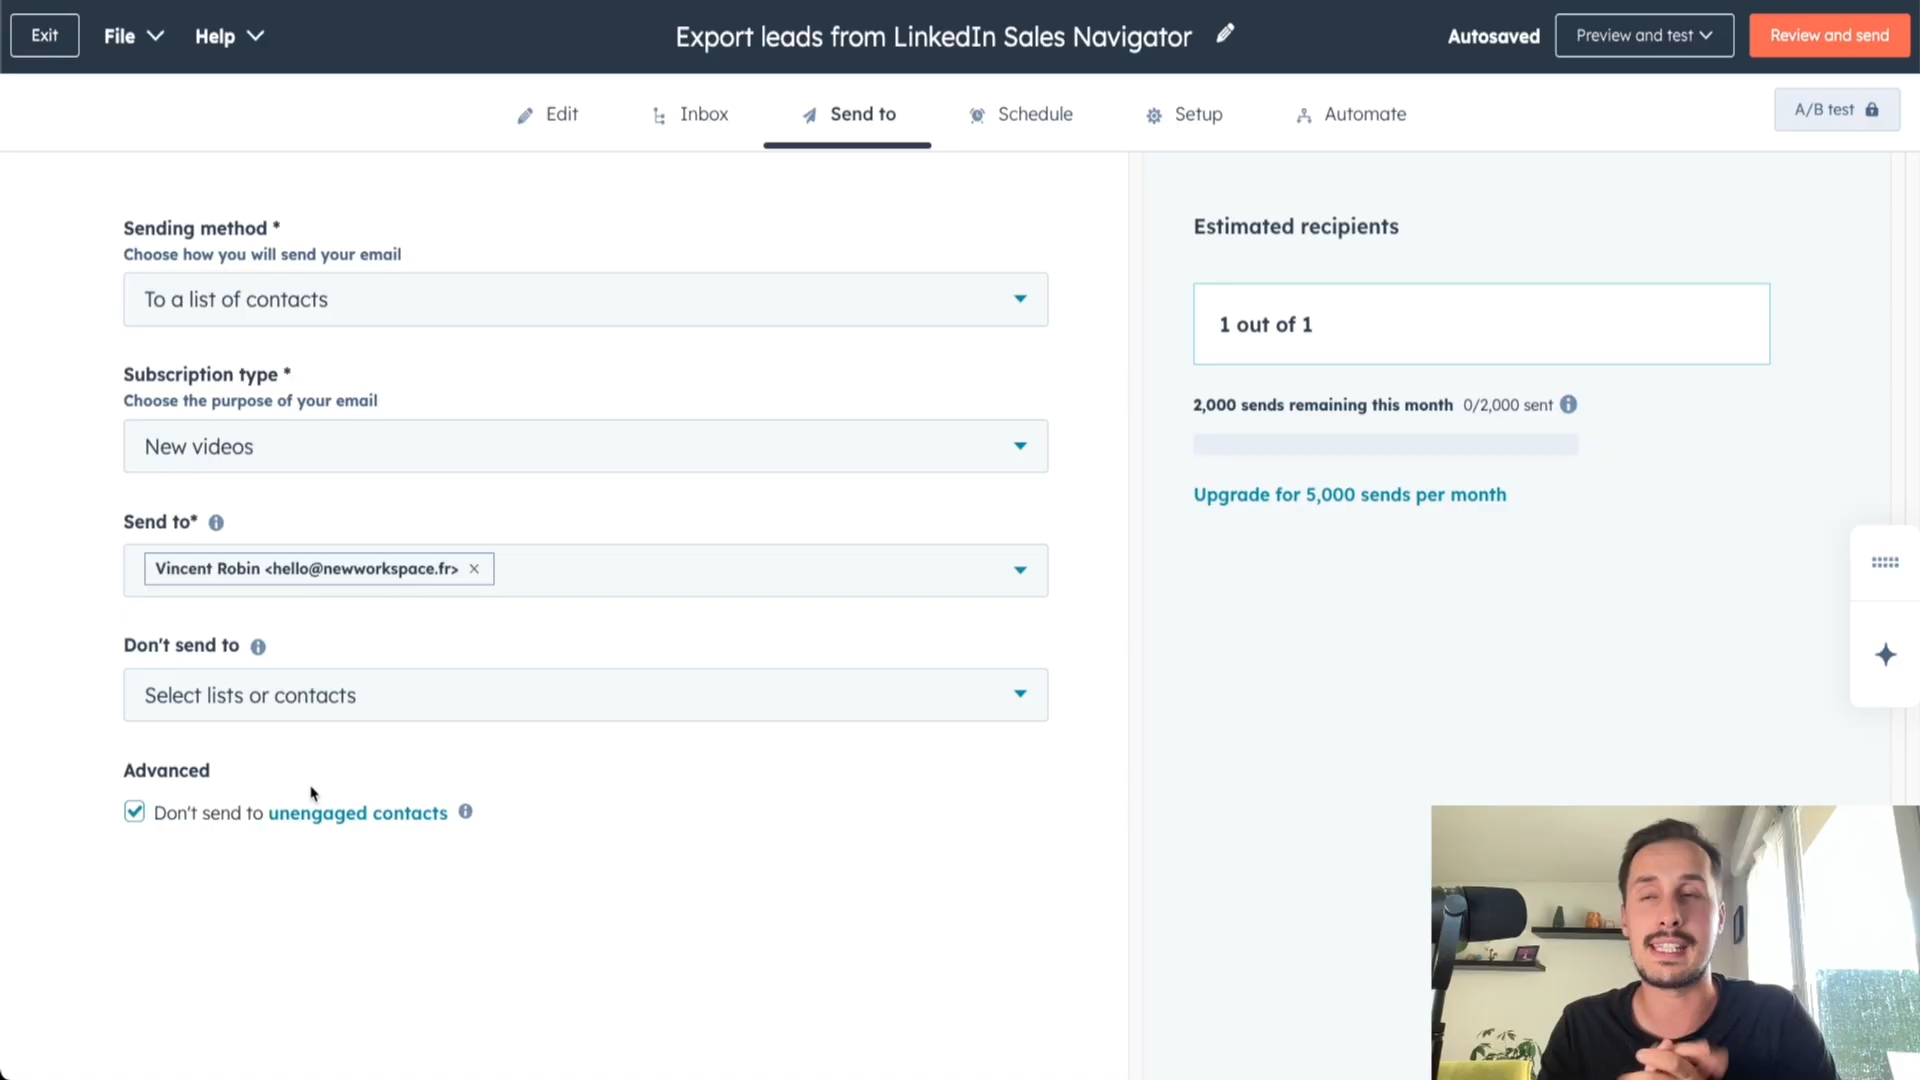 Exit
File
Help
Export leads from LinkedIn Sales Navigator
Autosaved
Preview and test
Review and send
Edit
Inbox
Send to
Schedule
Setup
Automate
A/B test
Sending method *
Choose how you will send your email
To a list of contacts
Subscription type *
Choose the purpose of your email
New videos
Send to*
Vincent Robin <hello@newworkspace.fr> ×
Don't send to
Select lists or contacts
Advanced
Don't send to unengaged contacts
Estimated recipients
1 out of 1
2,000 sends remaining this month 0/2,000 sent
Upgrade for 5,000 sends per month